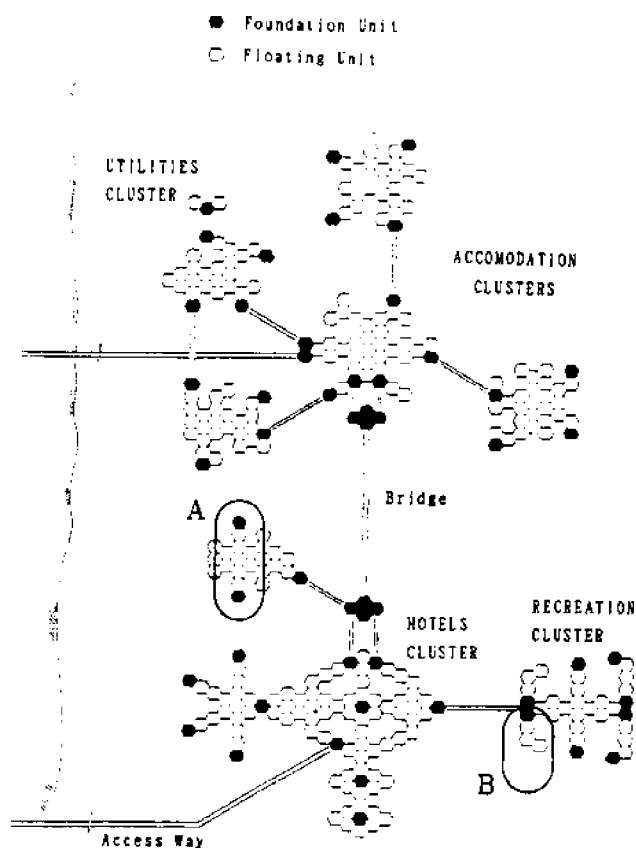 Foundation Unit
Floating Unit
UTILITIES
CLUSTER
ACCOMODATION
CLUSTERS
Bridge
A
HOTELS
CLUSTER
RECREATION
CLUSTER
B
Access Way